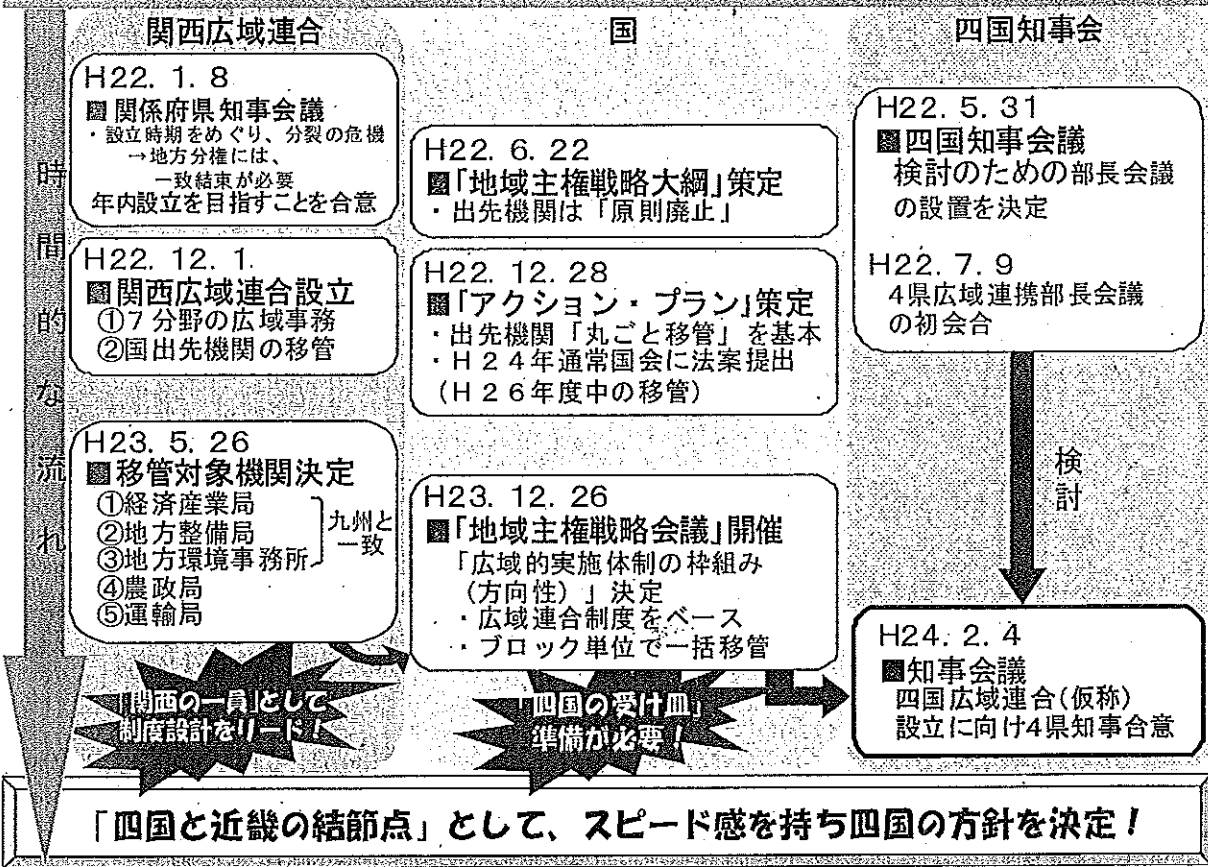 時間的な流れ
関西広域連合
H22. 1. 8
関係府県知事会議
・設立時期をめぐり、分裂の危機
→地方分権には、
一致結束が必要
年内設立を目指すことを合意
H22. 12. 1
関西広域連合設立
①7分野の広域事務
②国出先機関の移管
H23. 5. 26
移管対象機関決定
①経済産業局
②地方整備局
③地方環境事務所
④農政局
⑤運輸局
九州と
一致
「関西の一員」として
制度設計をリード！
国
H22. 6. 22
「地域主権戦略大綱」策定
・出先機関は「原則廃止」
H22. 12. 28
「アクション・プラン」策定
・出先機関「丸ごと移管」を基本
・H24年通常国会に法案提出
(H26年度中の移管)
H23. 12. 26
「地域主権戦略会議」開催
「広域的実施体制の枠組み
(方向性)」決定
・広域連合制度をベース
・ブロック単位で一括移管
「四国の受け皿」
準備が必要！
四国知事会
H22. 5. 31
四国知事会議
検討のための部長会議
の設置を決定
H22. 7. 9
4県広域連携部長会議
の初会合
検討
H24. 2. 4
知事会議
四国広域連合(仮称)
設立に向け4県知事合意
「四国と近畿の結節点」として、スピード感を持ち四国の方針を決定！